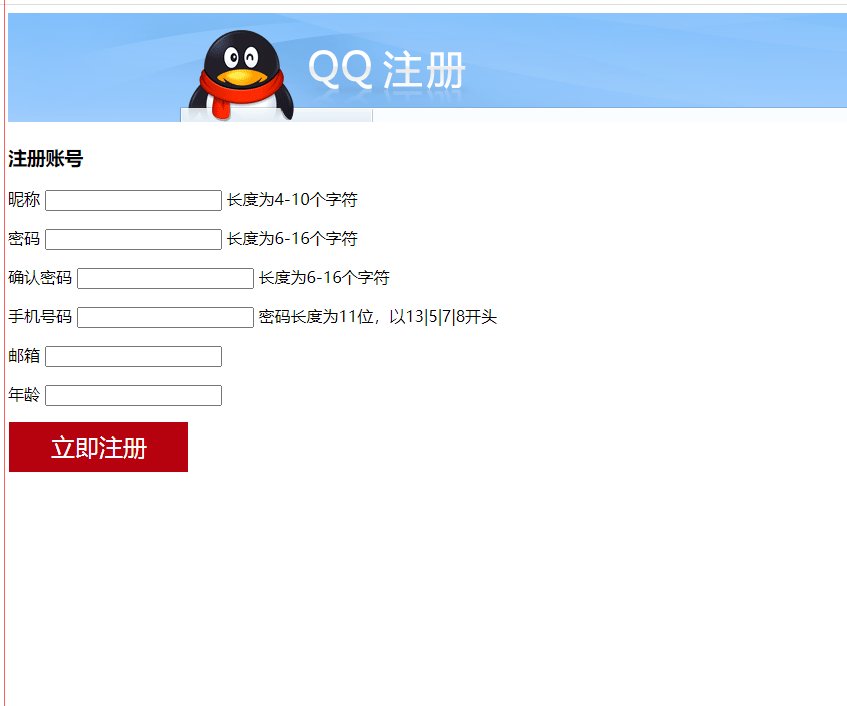 QQ 注册
注册账号
昵称 长度为4-10个字符
密码 长度为6-16个字符
确认密码 长度为6-16个字符
手机号码 密码长度为11位，以13|5|7|8开头
邮箱
年龄
立即注册